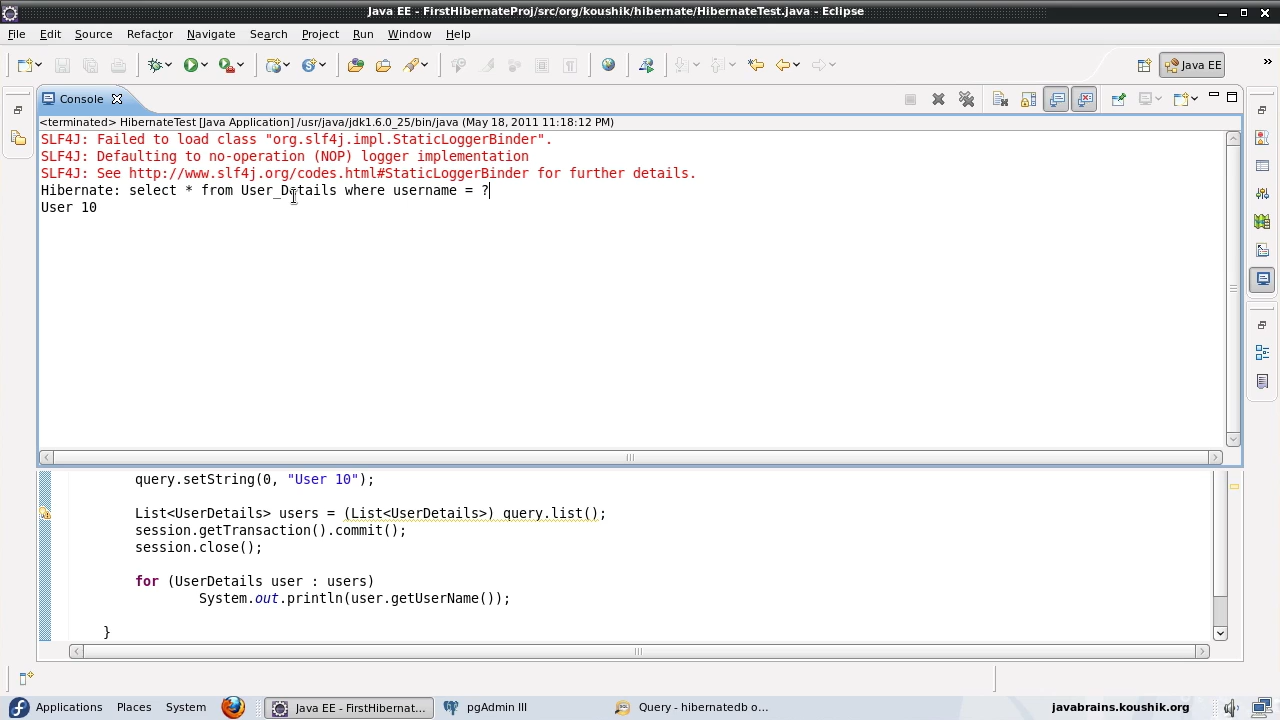 Java EE - FirstHibernateProj/src/org/koushik/hibernate/HibernateTest.java - Eclipse
File Edit Source Refactor Navigate Search Project Run Window Help
Java EE
Console
<terminated> HibernateTest [Java Application] /usr/java/jdk1.6.0_25/bin/java (May 18, 2011 11:18:12 PM)
SLF4J: Failed to load class "org.slf4j.impl.StaticLoggerBinder".
SLF4J: Defaulting to no-operation (NOP) logger implementation
SLF4J: See http://www.slf4j.org/codes.html#StaticLoggerBinder for further details.
Hibernate: select * from User_Details where username = ?
User 10
query.setString(0, "User 10");
List<UserDetails> users = (List<UserDetails>) query.list();
session.getTransaction().commit();
session.close();
for (UserDetails user : users)
System.out.println(user.getUserName());
}
Applications Places System Java EE - FirstHibernat... pgAdmin III Query - hibernatedb o... javabrains.koushik.org